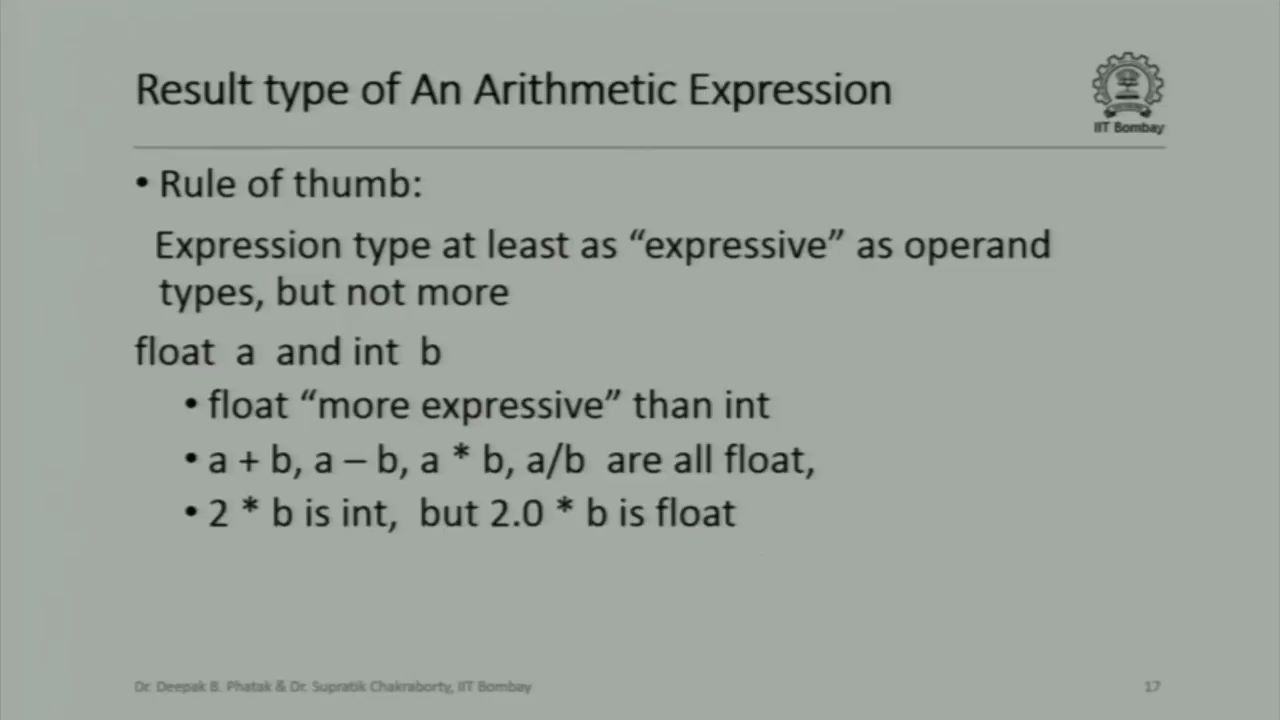 Result type of An Arithmetic Expression
IIT Bombay
• Rule of thumb:
Expression type at least as “expressive” as operand
types, but not more
float a and int b
• float “more expressive” than int
• a + b, a – b, a * b, a/b are all float,
• 2 * b is int, but 2.0 * b is float
Dr. Deepak B. Phatak & Dr. Supratik Chakraborty, IIT Bombay
17